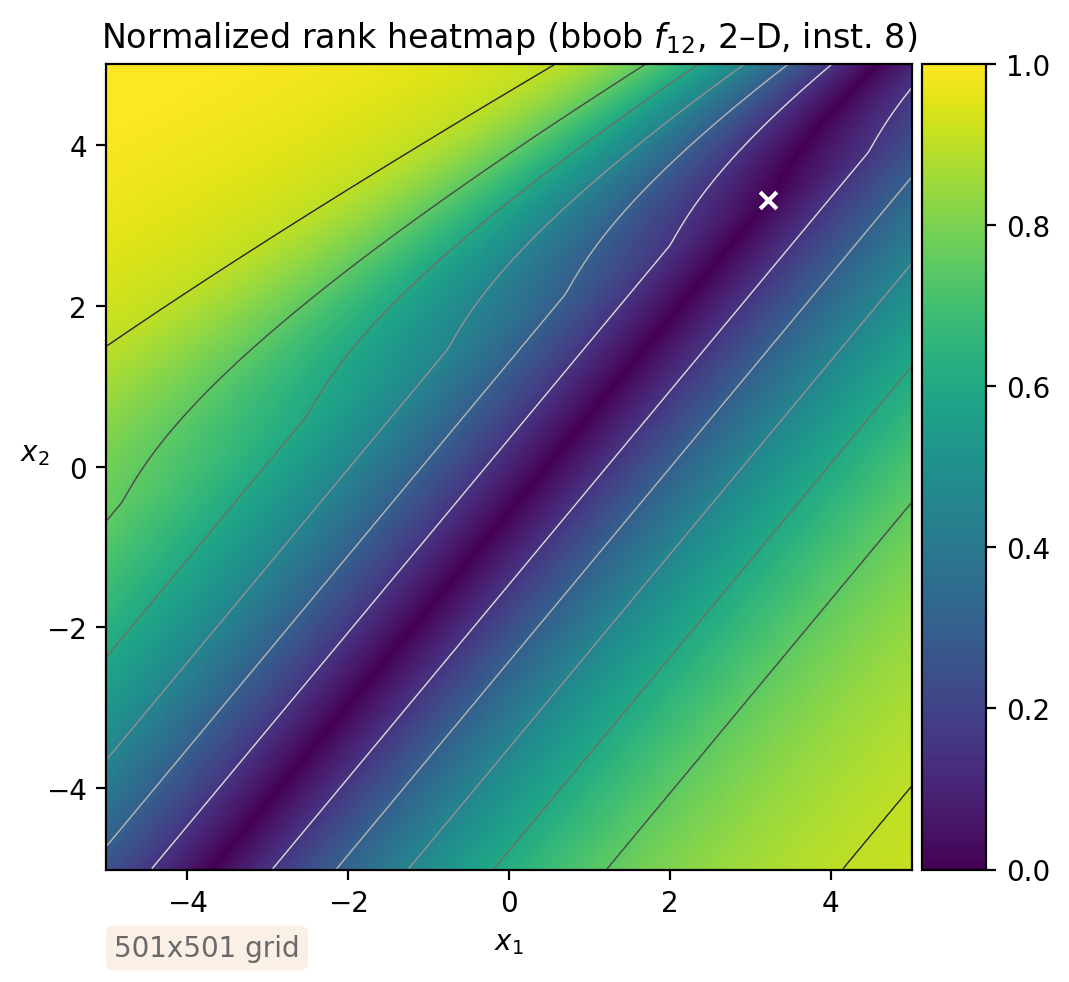 Normalized rank heatmap (bbob f₁₂, 2–D, inst. 8)
4
2
0
−2
−4
x₂
−4 −2 0 2 4
x₁
1.0
0.8
0.6
0.4
0.2
0.0
501x501 grid